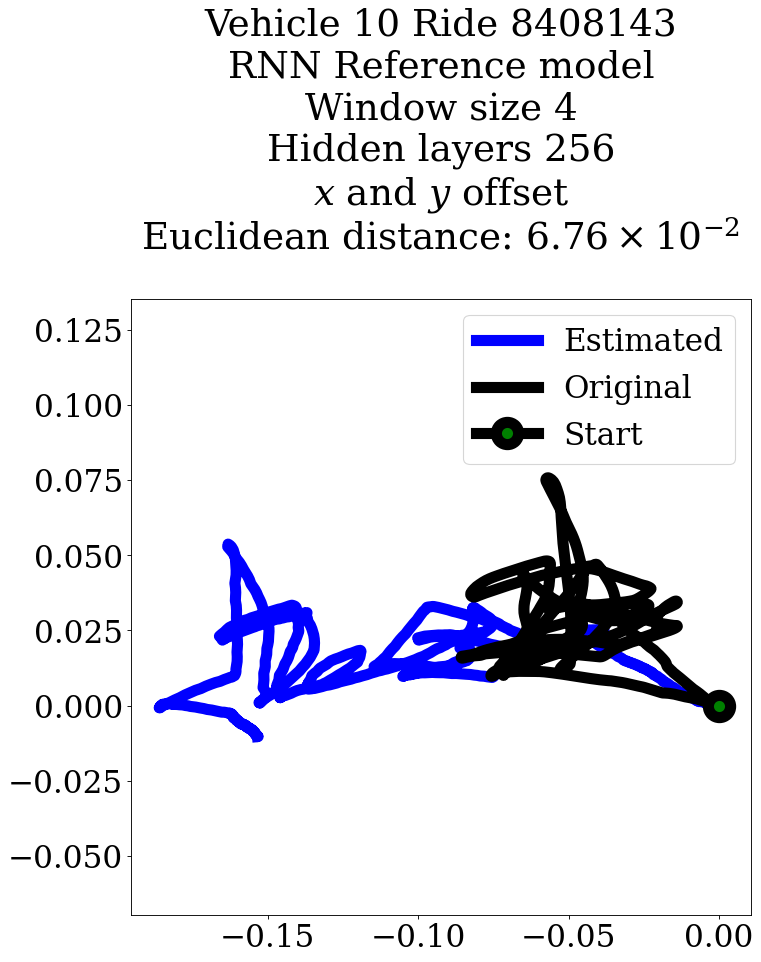 Vehicle 10 Ride 8408143
RNN Reference model
Window size 4
Hidden layers 256
x and y offset
Euclidean distance: 6.76 × 10⁻²
Estimated
Original
Start
0.125
0.100
0.075
0.050
0.025
0.000
−0.025
−0.050
−0.15
−0.10
−0.05
0.00